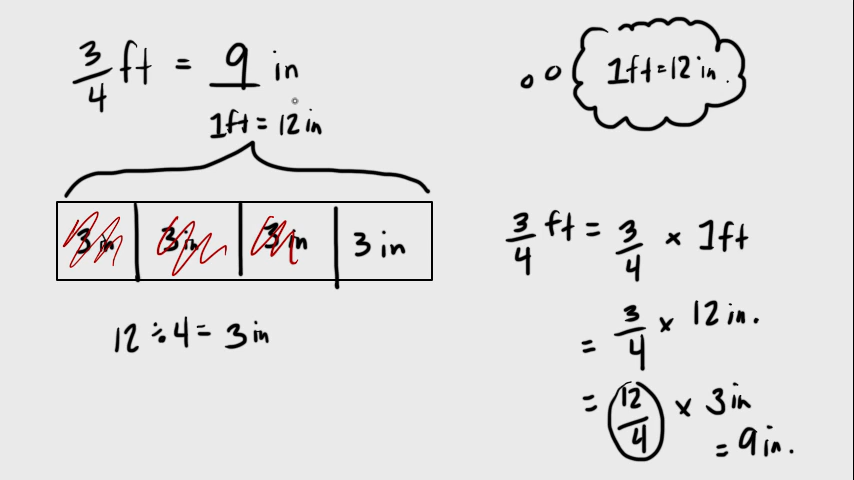 3/4 ft = 9 in
1ft = 12 in
3 in 3 in 3 in 3 in
12 ÷ 4 = 3 in
1ft = 12 in.
3/4 ft = 3/4 × 1ft
= 3/4 × 12 in.
= 12/4 × 3 in
= 9 in.